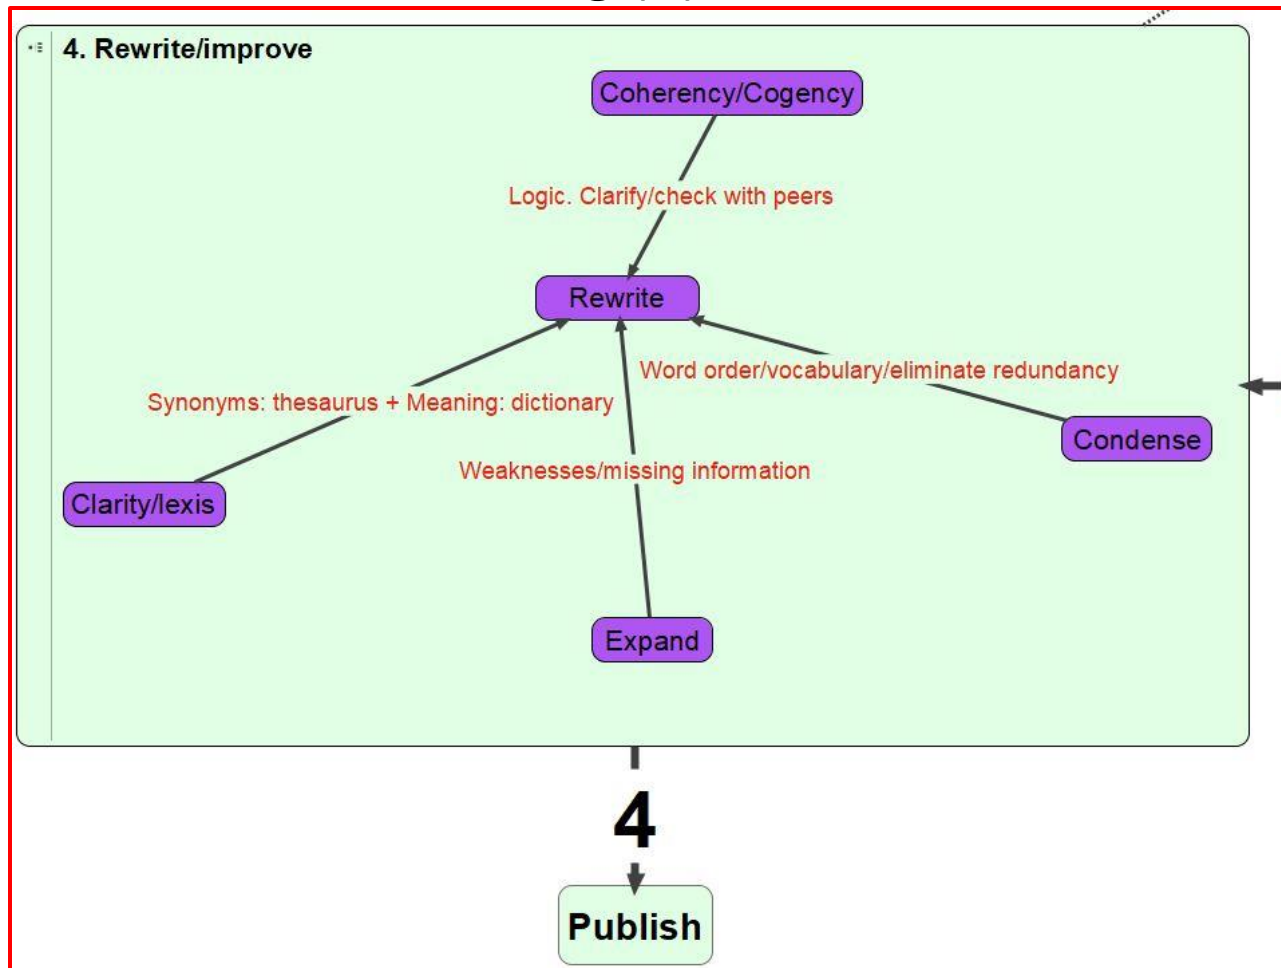 4. Rewrite/improve
Coherency/Cogency
Logic. Clarify/check with peers
Rewrite
Word order/vocabulary/eliminate redundancy
Synonyms: thesaurus + Meaning: dictionary
Condense
Weaknesses/missing information
Clarity/lexis
Expand
4
Publish